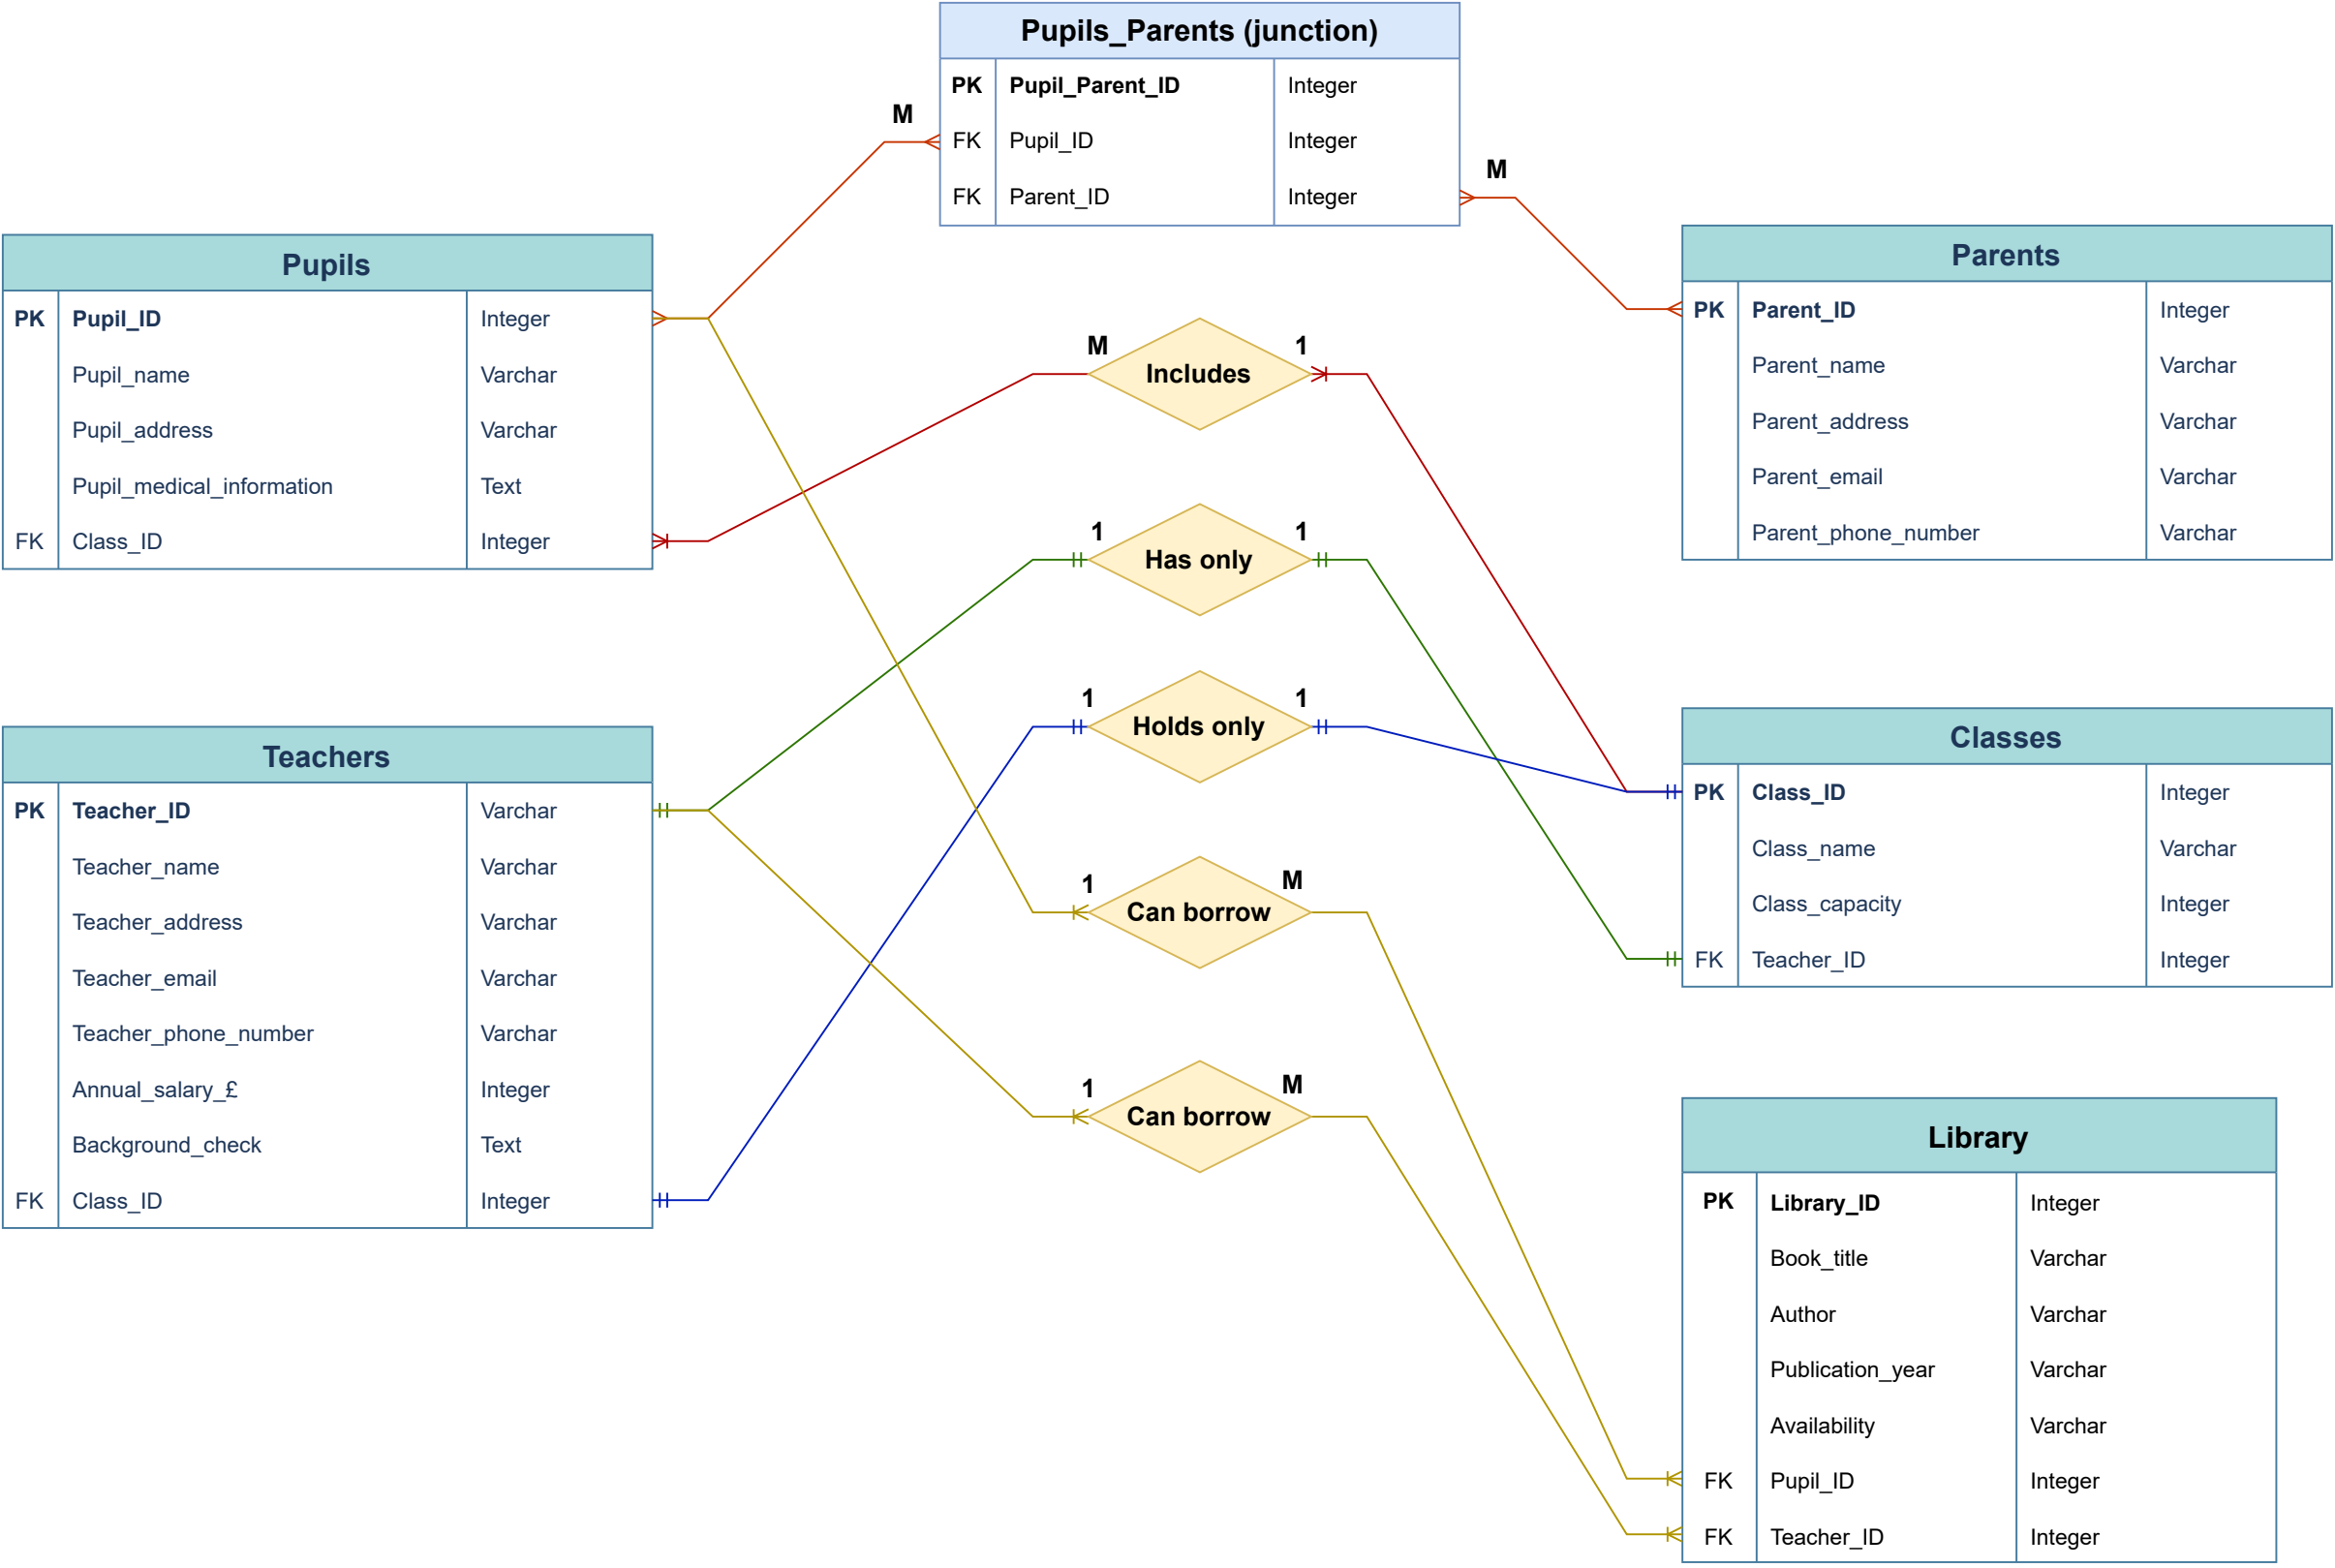 Pupils_Parents (junction)
PK Pupil_Parent_ID Integer
FK Pupil_ID Integer
FK Parent_ID Integer
M
M
Pupils
PK Pupil_ID Integer
Pupil_name Varchar
Pupil_address Varchar
Pupil_medical_information Text
FK Class_ID Integer
Parents
PK Parent_ID Integer
Parent_name Varchar
Parent_address Varchar
Parent_email Varchar
Parent_phone_number Varchar
M 1
Includes
1 1
Has only
1 1
Holds only
1 M
Can borrow
1 M
Can borrow
Teachers
PK Teacher_ID Varchar
Teacher_name Varchar
Teacher_address Varchar
Teacher_email Varchar
Teacher_phone_number Varchar
Annual_salary_£ Integer
Background_check Text
FK Class_ID Integer
Classes
PK Class_ID Integer
Class_name Varchar
Class_capacity Integer
FK Teacher_ID Integer
Library
PK Library_ID Integer
Book_title Varchar
Author Varchar
Publication_year Varchar
Availability Varchar
FK Pupil_ID Integer
FK Teacher_ID Integer